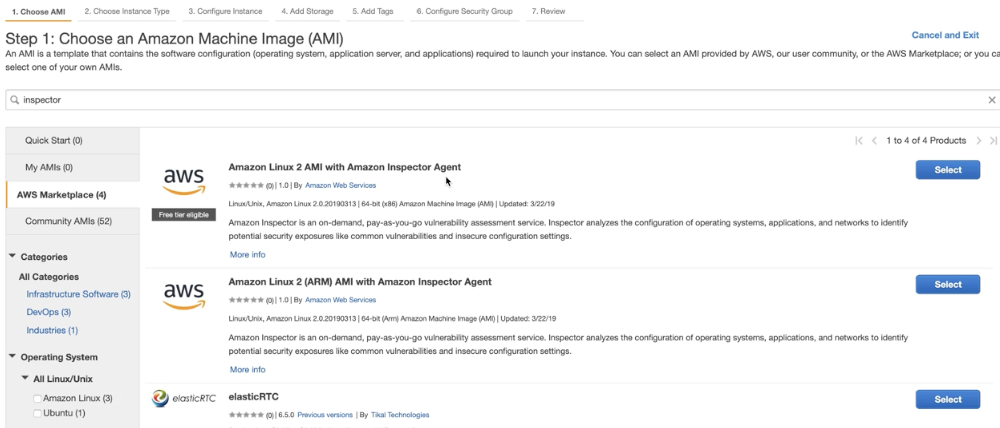 1. Choose AMI 2. Choose Instance Type 3. Configure Instance 4. Add Storage 5. Add Tags 6. Configure Security Group 7. Review
Step 1: Choose an Amazon Machine Image (AMI)
Cancel and Exit
An AMI is a template that contains the software configuration (operating system, application server, and applications) required to launch your instance. You can select an AMI provided by AWS, our user community, or the AWS Marketplace; or you ca
select one of your own AMIs.
inspector
Quick Start (0)
My AMIs (0)
AWS Marketplace (4)
Community AMIs (52)
Categories
All Categories
Infrastructure Software (3)
DevOps (3)
Industries (1)
Operating System
All Linux/Unix
Amazon Linux (3)
Ubuntu (1)
1 to 4 of 4 Products
aws
Free tier eligible
Amazon Linux 2 AMI with Amazon Inspector Agent
Select
(0) | 1.0 | By Amazon Web Services
Linux/Unix, Amazon Linux 2.0.20190313 | 64-bit (x86) Amazon Machine Image (AMI) | Updated: 3/22/19
Amazon Inspector is an on-demand, pay-as-you-go vulnerability assessment service. Inspector analyzes the configuration of operating systems, applications, and networks to identify
potential security exposures like common vulnerabilities and insecure configuration settings.
More info
aws
Amazon Linux 2 (ARM) AMI with Amazon Inspector Agent
Select
(0) | 1.0 | By Amazon Web Services
Linux/Unix, Amazon Linux 2.0.20190313 | 64-bit (Arm) Amazon Machine Image (AMI) | Updated: 3/22/19
Amazon Inspector is an on-demand, pay-as-you-go vulnerability assessment service. Inspector analyzes the configuration of operating systems, applications, and networks to identify
potential security exposures like common vulnerabilities and insecure configuration settings.
More info
elasticRTC
elasticRTC
Select
(0) | 6.5.0 Previous versions | By Tikal Technologies